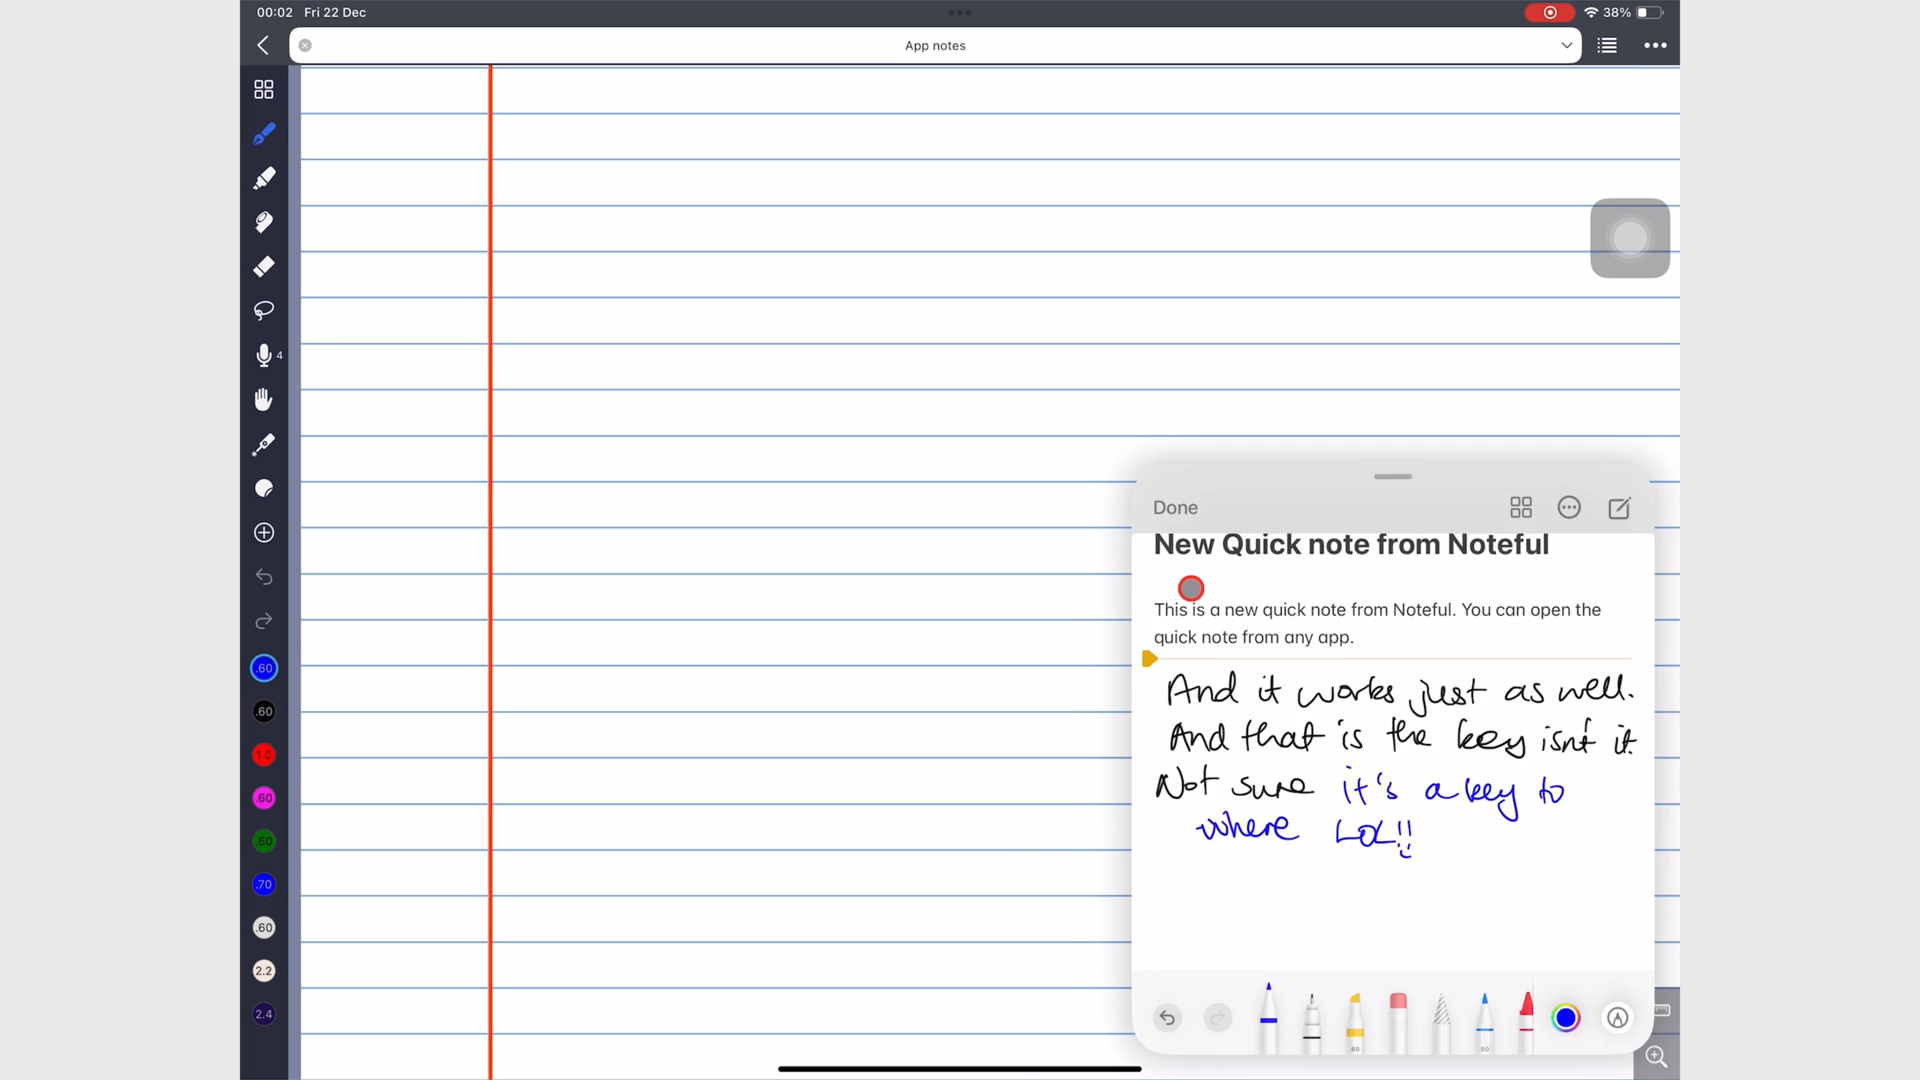 00:02 Fri 22 Dec
38%
App notes
4
.60
.60
1.0
.60
.60
.70
.60
2.2
2.4
Done
New Quick note from Noteful
This is a new quick note from Noteful. You can open the
quick note from any app.
And it works just as well.
And that is the key isn't it.
Not sure it's a key to
where LOL!!
80
50